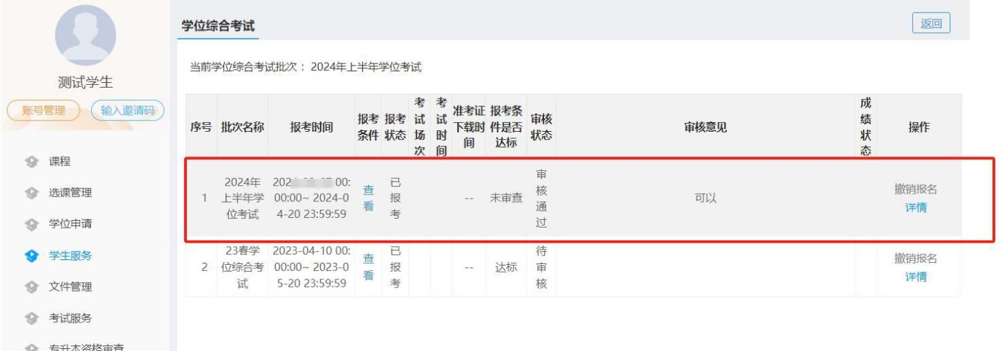 学位综合考试
返回
当前学位综合考试批次： 2024年上半年学位考试
测试学生
账号管理
输入邀请码
课程
选课管理
学位申请
学生服务
文件管理
考试服务
专升本资格审查
序号
批次名称
报考时间
报考
条件
报考
状态
考
试
场
次
考
试
时
间
准考证
下载时
间
报考条
件是否
达标
审核
状态
审核意见
成
绩
状
态
操作
1
2024年
上半年学
位考试
202 00:
00:00~ 2024-0
4-20 23:59:59
查
看
已
报
考
--
未审查
审
核
通
过
可以
撤销报名
详情
2
23春学
位综合考
试
2023-04-10 00:
00:00~ 2023-0
5-20 23:59:59
查
看
已
报
考
--
达标
待
审
核
撤销报名
详情